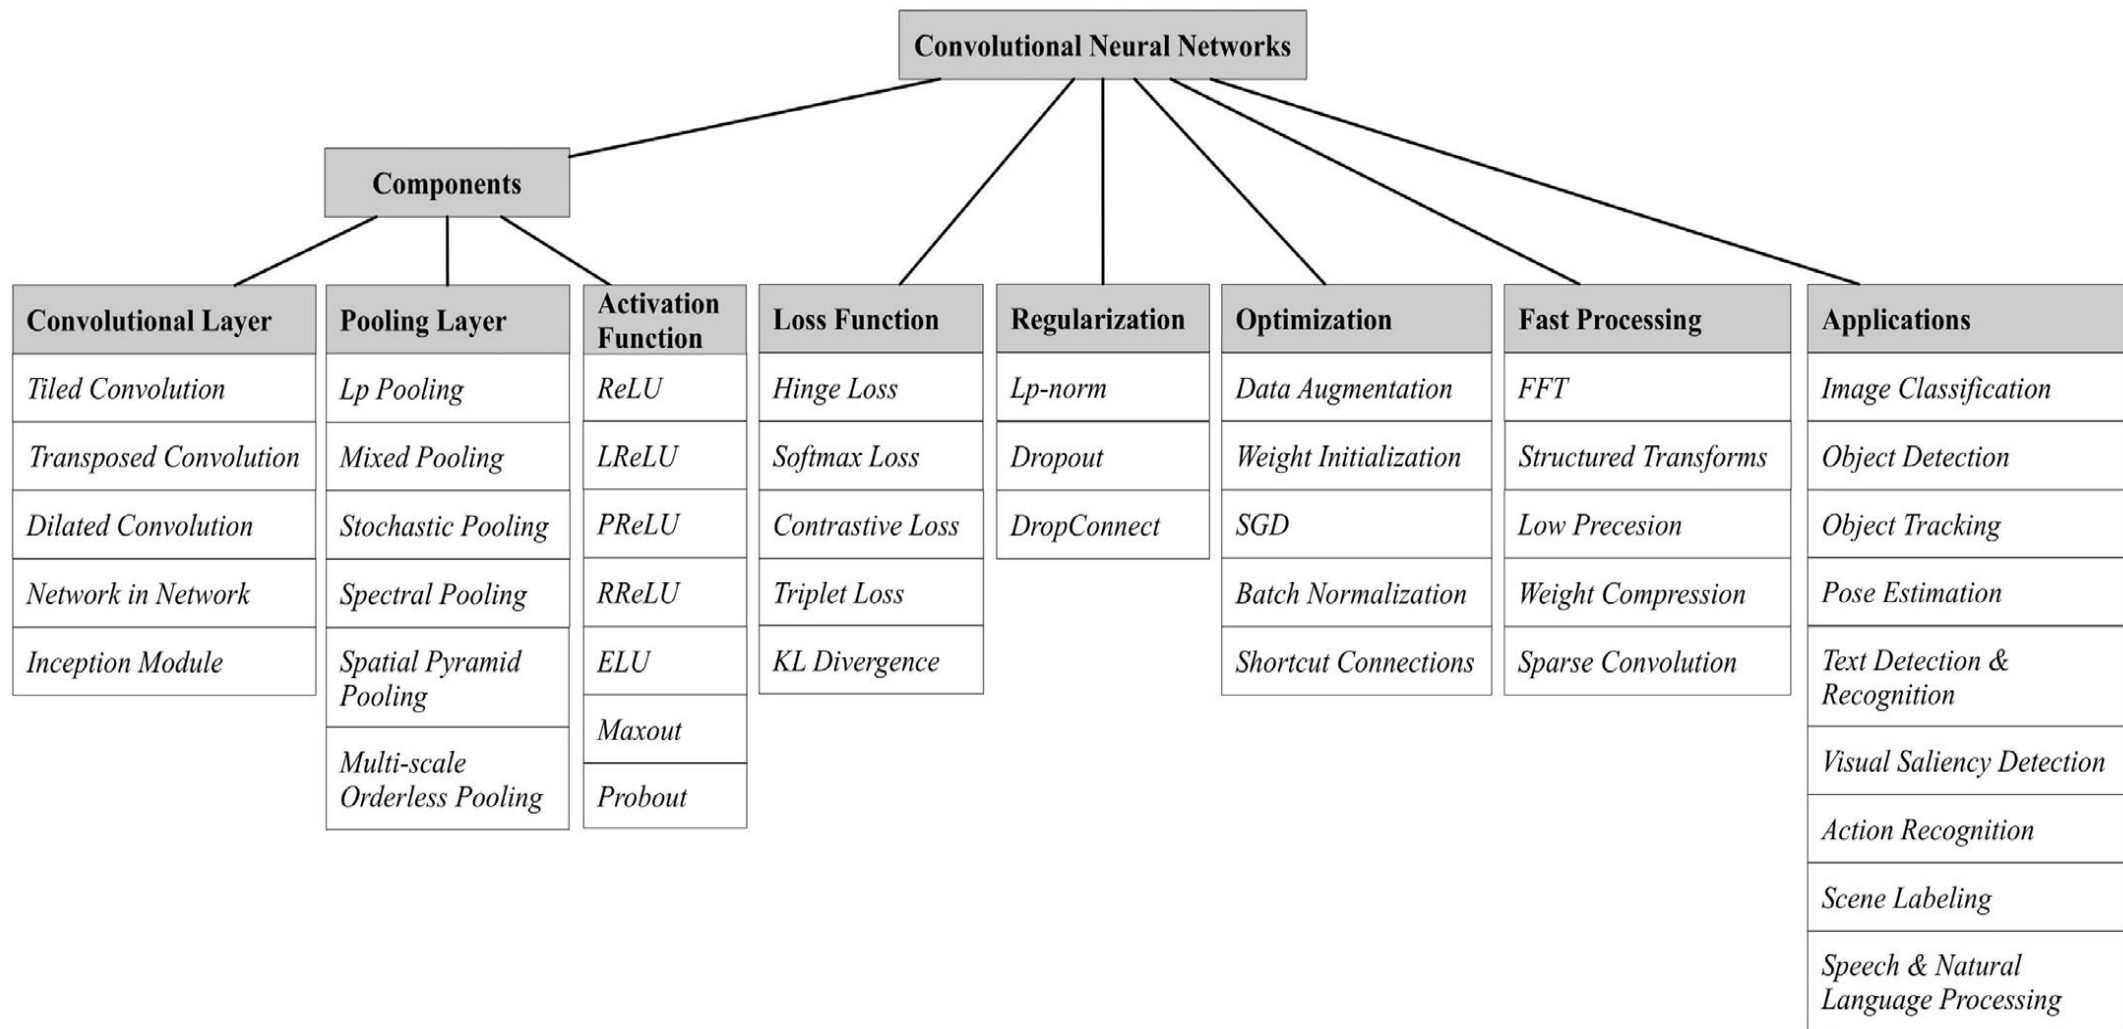 Convolutional Neural Networks
Components
Convolutional Layer
Tiled Convolution
Transposed Convolution
Dilated Convolution
Network in Network
Inception Module
Pooling Layer
Lp Pooling
Mixed Pooling
Stochastic Pooling
Spectral Pooling
Spatial Pyramid
Pooling
Multi-scale
Orderless Pooling
Activation
Function
ReLU
LReLU
PReLU
RReLU
ELU
Maxout
Probout
Loss Function
Hinge Loss
Softmax Loss
Contrastive Loss
Triplet Loss
KL Divergence
Regularization
Lp-norm
Dropout
DropConnect
Optimization
Data Augmentation
Weight Initialization
SGD
Batch Normalization
Shortcut Connections
Fast Processing
FFT
Structured Transforms
Low Precesion
Weight Compression
Sparse Convolution
Applications
Image Classification
Object Detection
Object Tracking
Pose Estimation
Text Detection &
Recognition
Visual Saliency Detection
Action Recognition
Scene Labeling
Speech & Natural
Language Processing